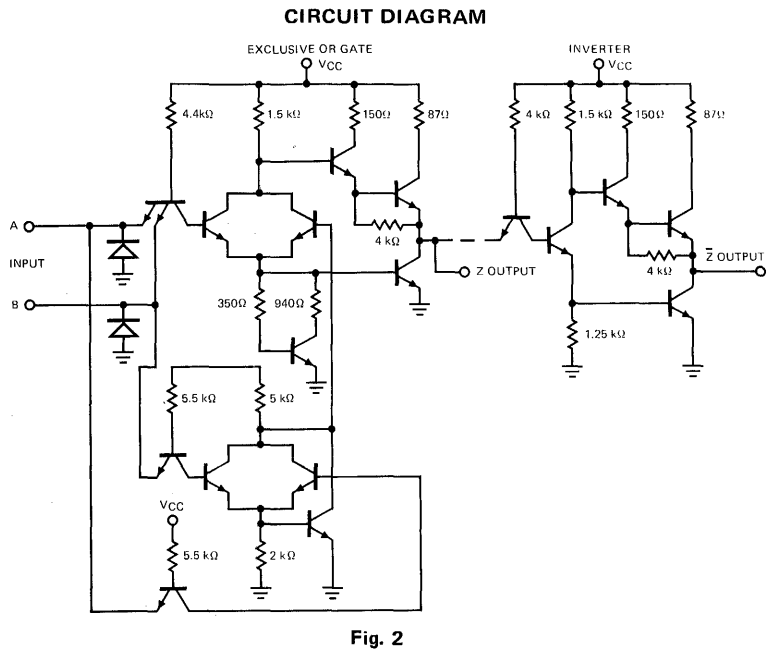 CIRCUIT DIAGRAM
EXCLUSIVE OR GATE
VCC
INVERTER
VCC
4.4kΩ
1.5 kΩ
150Ω
87Ω
4 kΩ
1.5 kΩ
150Ω
87Ω
A
INPUT
B
4 kΩ
Z OUTPUT
4 kΩ
Z̅ OUTPUT
350Ω
940Ω
1.25 kΩ
5.5 kΩ
5 kΩ
VCC
5.5 kΩ
2 kΩ
Fig. 2